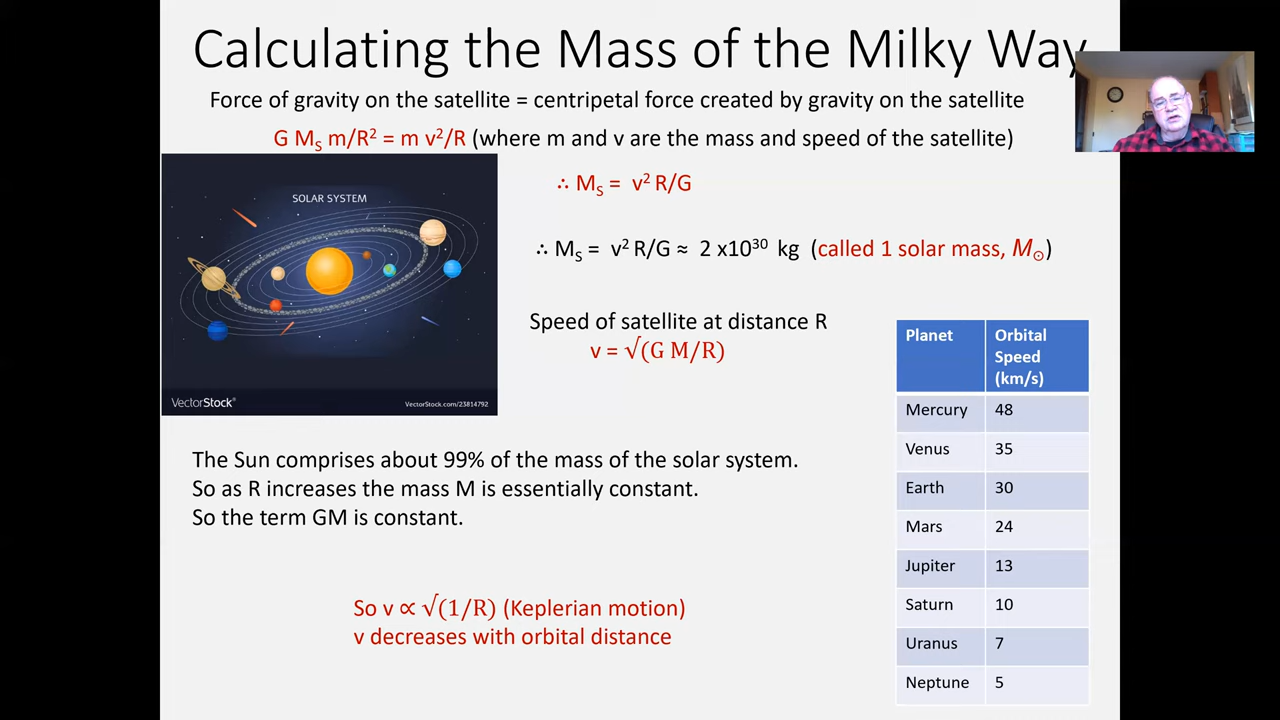 Calculating the Mass of the Milky Way
Force of gravity on the satellite = centripetal force created by gravity on the satellite
G M_S m/R² = m v²/R (where m and v are the mass and speed of the satellite)
∴ M_S = v² R/G
∴ M_S = v² R/G ≈ 2 x10³⁰ kg (called 1 solar mass, M_⊙)
SOLAR SYSTEM
VectorStock®
VectorStock.com/23814792
Speed of satellite at distance R
v = √(G M/R)
The Sun comprises about 99% of the mass of the solar system.
So as R increases the mass M is essentially constant.
So the term GM is constant.
So v ∝ √(1/R) (Keplerian motion)
v decreases with orbital distance
Planet Orbital
Speed
(km/s)
Mercury 48
Venus 35
Earth 30
Mars 24
Jupiter 13
Saturn 10
Uranus 7
Neptune 5